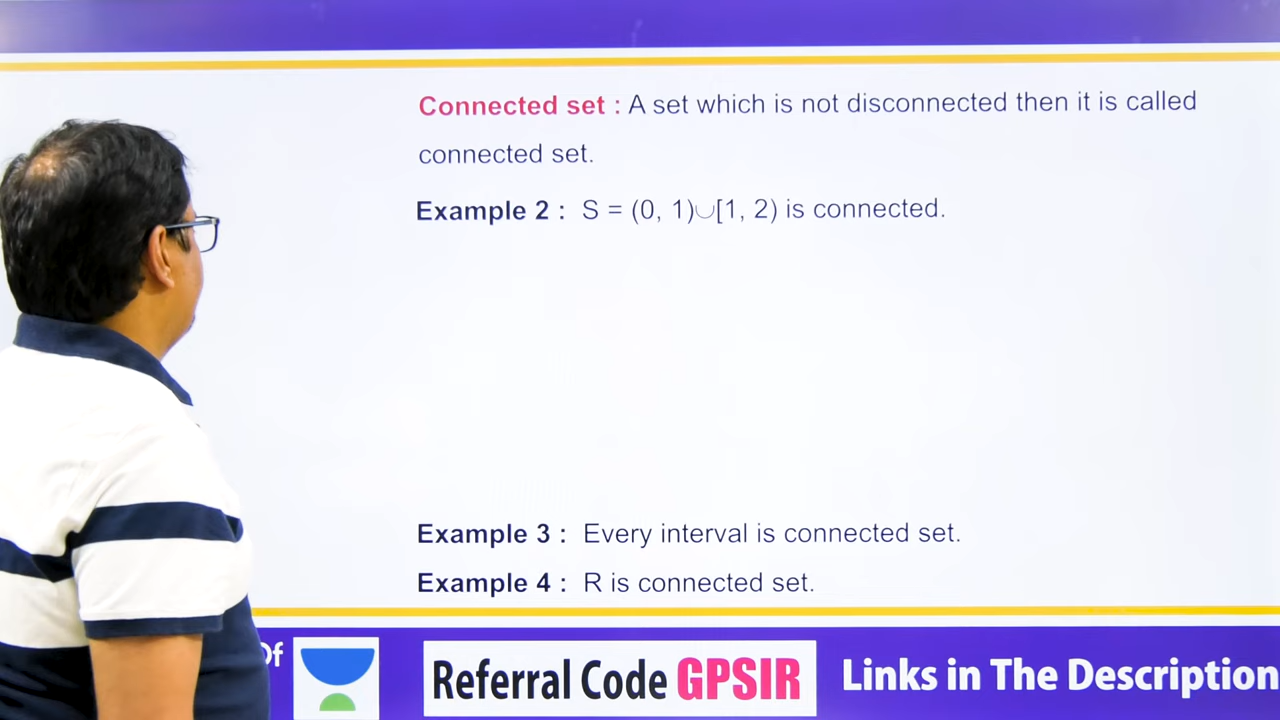 Connected set : A set which is not disconnected then it is called
connected set.
Example 2 : S = (0, 1)∪[1, 2) is connected.
Example 3 : Every interval is connected set.
Example 4 : R is connected set.
Of
Referral Code GPSIR
Links in The Description